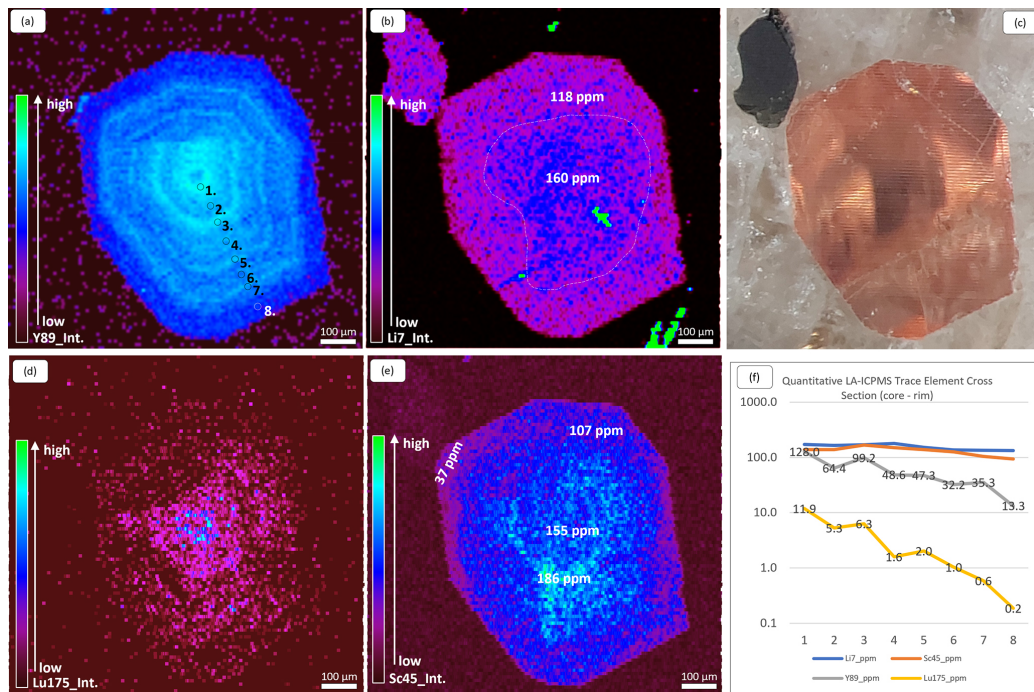 (a)
high
low
Y89_Int.
1.
2.
3.
4.
5.
6.
7.
8.
100 µm
(b)
high
low
Li7_Int.
118 ppm
160 ppm
100 µm
(c)
100 µm
(d)
high
low
Lu175_Int.
100 µm
(e)
high
low
Sc45_Int.
37 ppm
107 ppm
155 ppm
186 ppm
100 µm
(f)
Quantitative LA-ICPMS Trace Element Cross
Section (core - rim)
1000.0
100.0
10.0
1.0
0.1
128.0
64.4
99.2
48.6
47.3
32.2
35.3
13.3
11.9
5.3
6.3
1.6
2.0
1.0
0.6
0.2
1 2 3 4 5 6 7 8
Li7_ppm Sc45_ppm
Y89_ppm Lu175_ppm